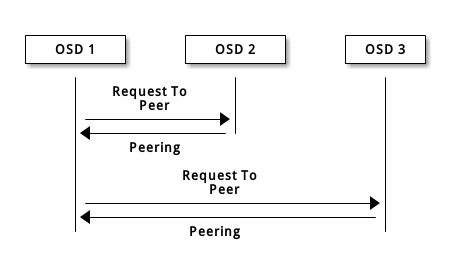 OSD 1
OSD 2
OSD 3
Request To
Peer
Peering
Request To
Peer
Peering